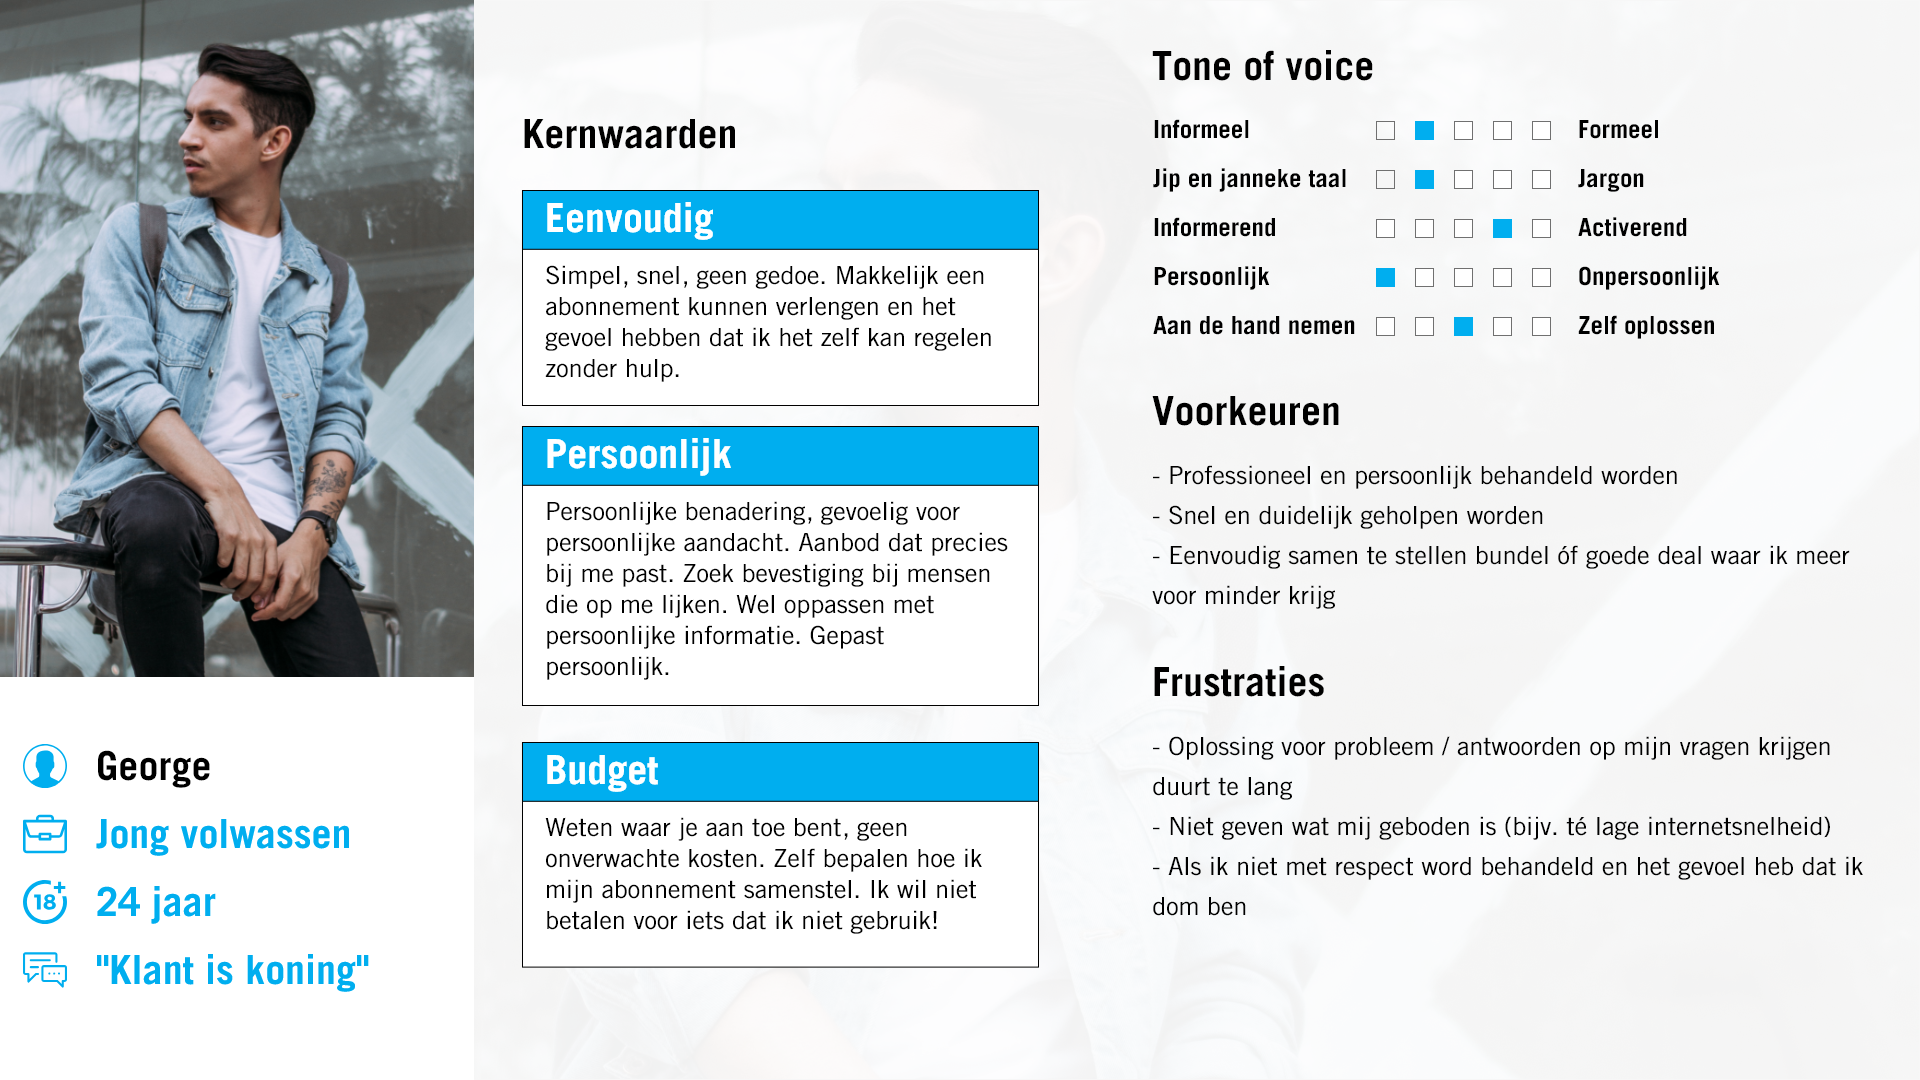 George
Jong volwassen
18+
24 jaar
"Klant is koning"
Kernwaarden
Eenvoudig
Simpel, snel, geen gedoe. Makkelijk een
abonnement kunnen verlengen en het
gevoel hebben dat ik het zelf kan regelen
zonder hulp.
Persoonlijk
Persoonlijke benadering, gevoelig voor
persoonlijke aandacht. Aanbod dat precies
bij me past. Zoek bevestiging bij mensen
die op me lijken. Wel oppassen met
persoonlijke informatie. Gepast
persoonlijk.
Budget
Weten waar je aan toe bent, geen
onverwachte kosten. Zelf bepalen hoe ik
mijn abonnement samenstel. Ik wil niet
betalen voor iets dat ik niet gebruik!
Tone of voice
Informeel Formeel
Jip en janneke taal Jargon
Informerend Activerend
Persoonlijk Onpersoonlijk
Aan de hand nemen Zelf oplossen
Voorkeuren
- Professioneel en persoonlijk behandeld worden
- Snel en duidelijk geholpen worden
- Eenvoudig samen te stellen bundel óf goede deal waar ik meer
voor minder krijg
Frustraties
- Oplossing voor probleem / antwoorden op mijn vragen krijgen
duurt te lang
- Niet geven wat mij geboden is (bijv. té lage internetsnelheid)
- Als ik niet met respect word behandeld en het gevoel heb dat ik
dom ben